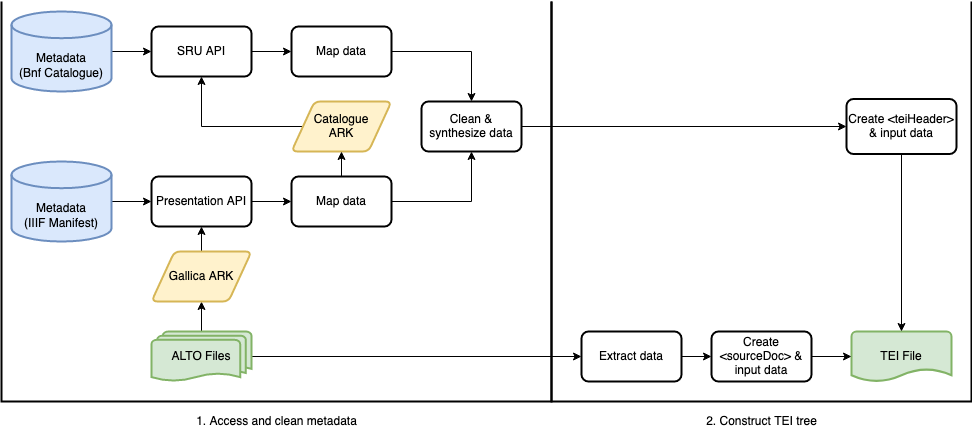 Metadata
(Bnf Catalogue)
SRU API
Map data
Catalogue
ARK
Clean &
synthesize data
Create <teiHeader>
& input data
Metadata
(IIIF Manifest)
Presentation API
Map data
Gallica ARK
ALTO Files
Extract data
Create
<sourceDoc> &
input data
TEI File
1. Access and clean metadata
2. Construct TEI tree